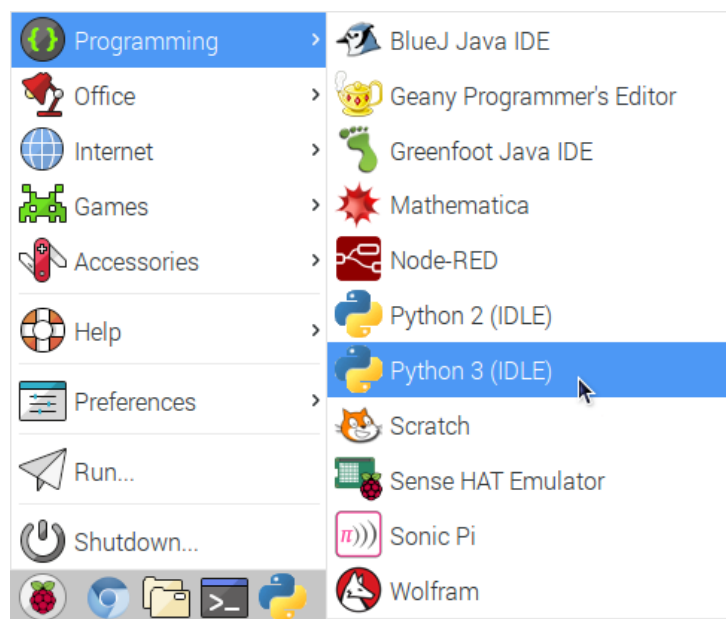 Programming
Office
Internet
Games
Accessories
Help
Preferences
Run...
Shutdown...
BlueJ Java IDE
Geany Programmer's Editor
Greenfoot Java IDE
Mathematica
Node-RED
Python 2 (IDLE)
Python 3 (IDLE)
Scratch
Sense HAT Emulator
π)))
Sonic Pi
Wolfram